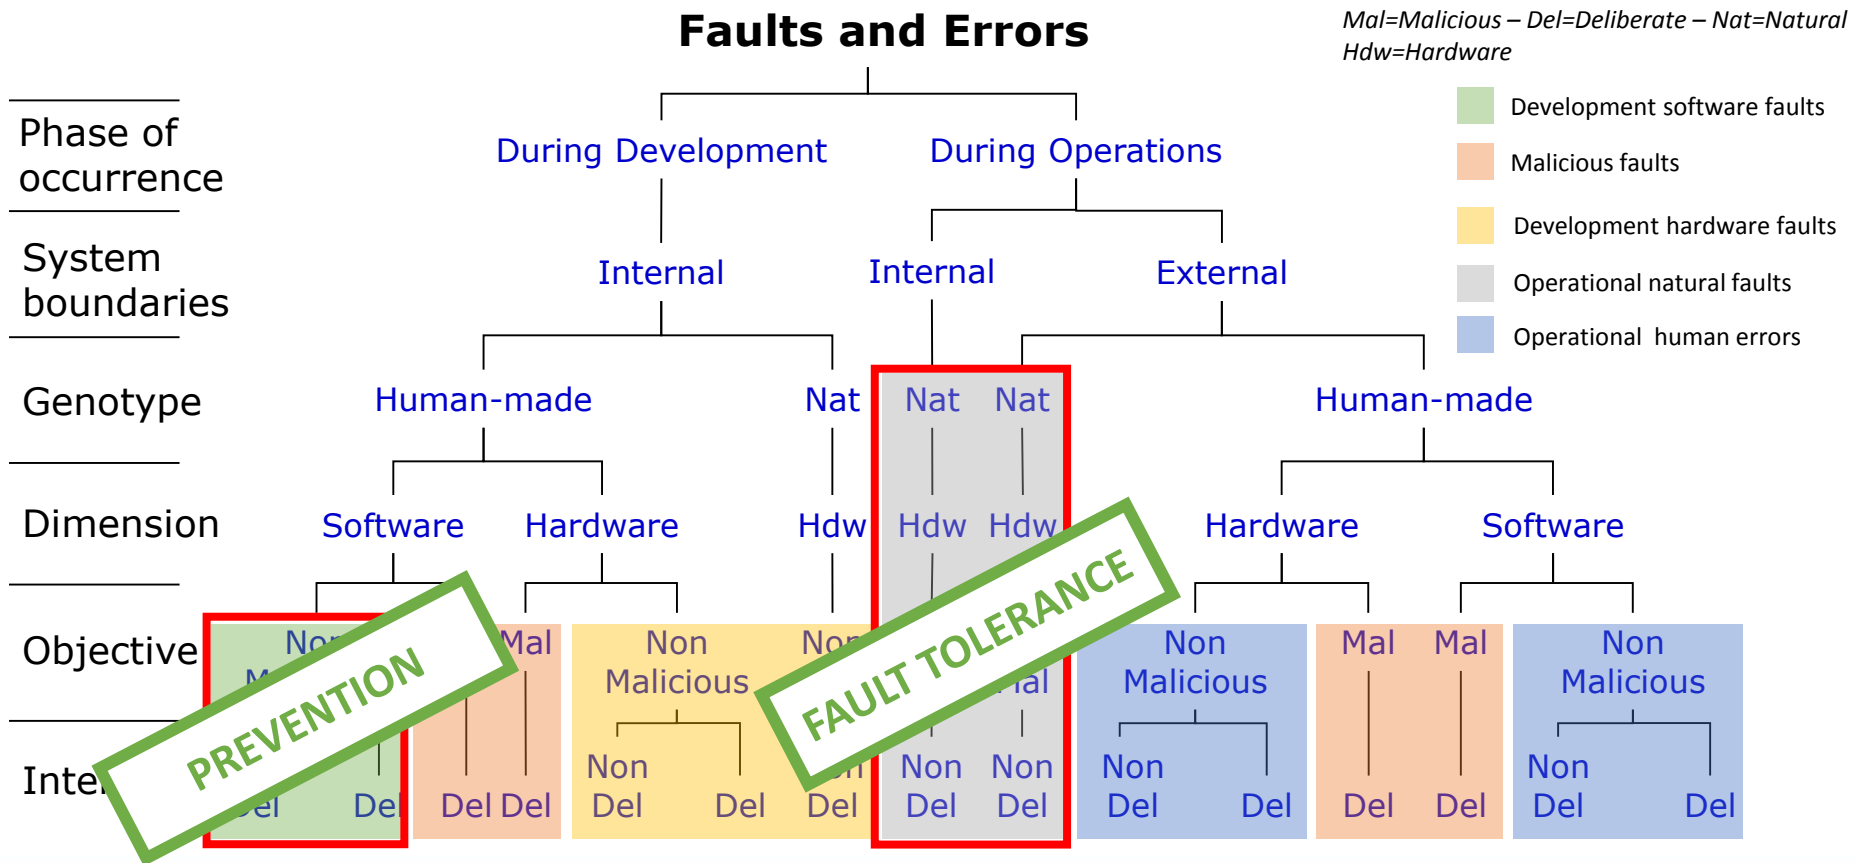 Faults and Errors
Mal=Malicious – Del=Deliberate – Nat=Natural
Hdw=Hardware
Development software faults
Malicious faults
Development hardware faults
Operational natural faults
Operational human errors
Phase of
occurrence
During Development
During Operations
System
boundaries
Internal
Internal
External
Genotype
Human-made
Nat
Nat
Nat
Human-made
Dimension
Software
Hardware
Hdw
Hdw
Hdw
Hardware
Software
Objective
Mal
Non
Malicious
Non
Malicious
Mal
Mal
Non
Malicious
PREVENTION
FAULT TOLERANCE
Del
Del
Del
Del
Non
Del
Del
Del
Non
Del
Non
Del
Non
Del
Del
Del
Del
Non
Del
Del